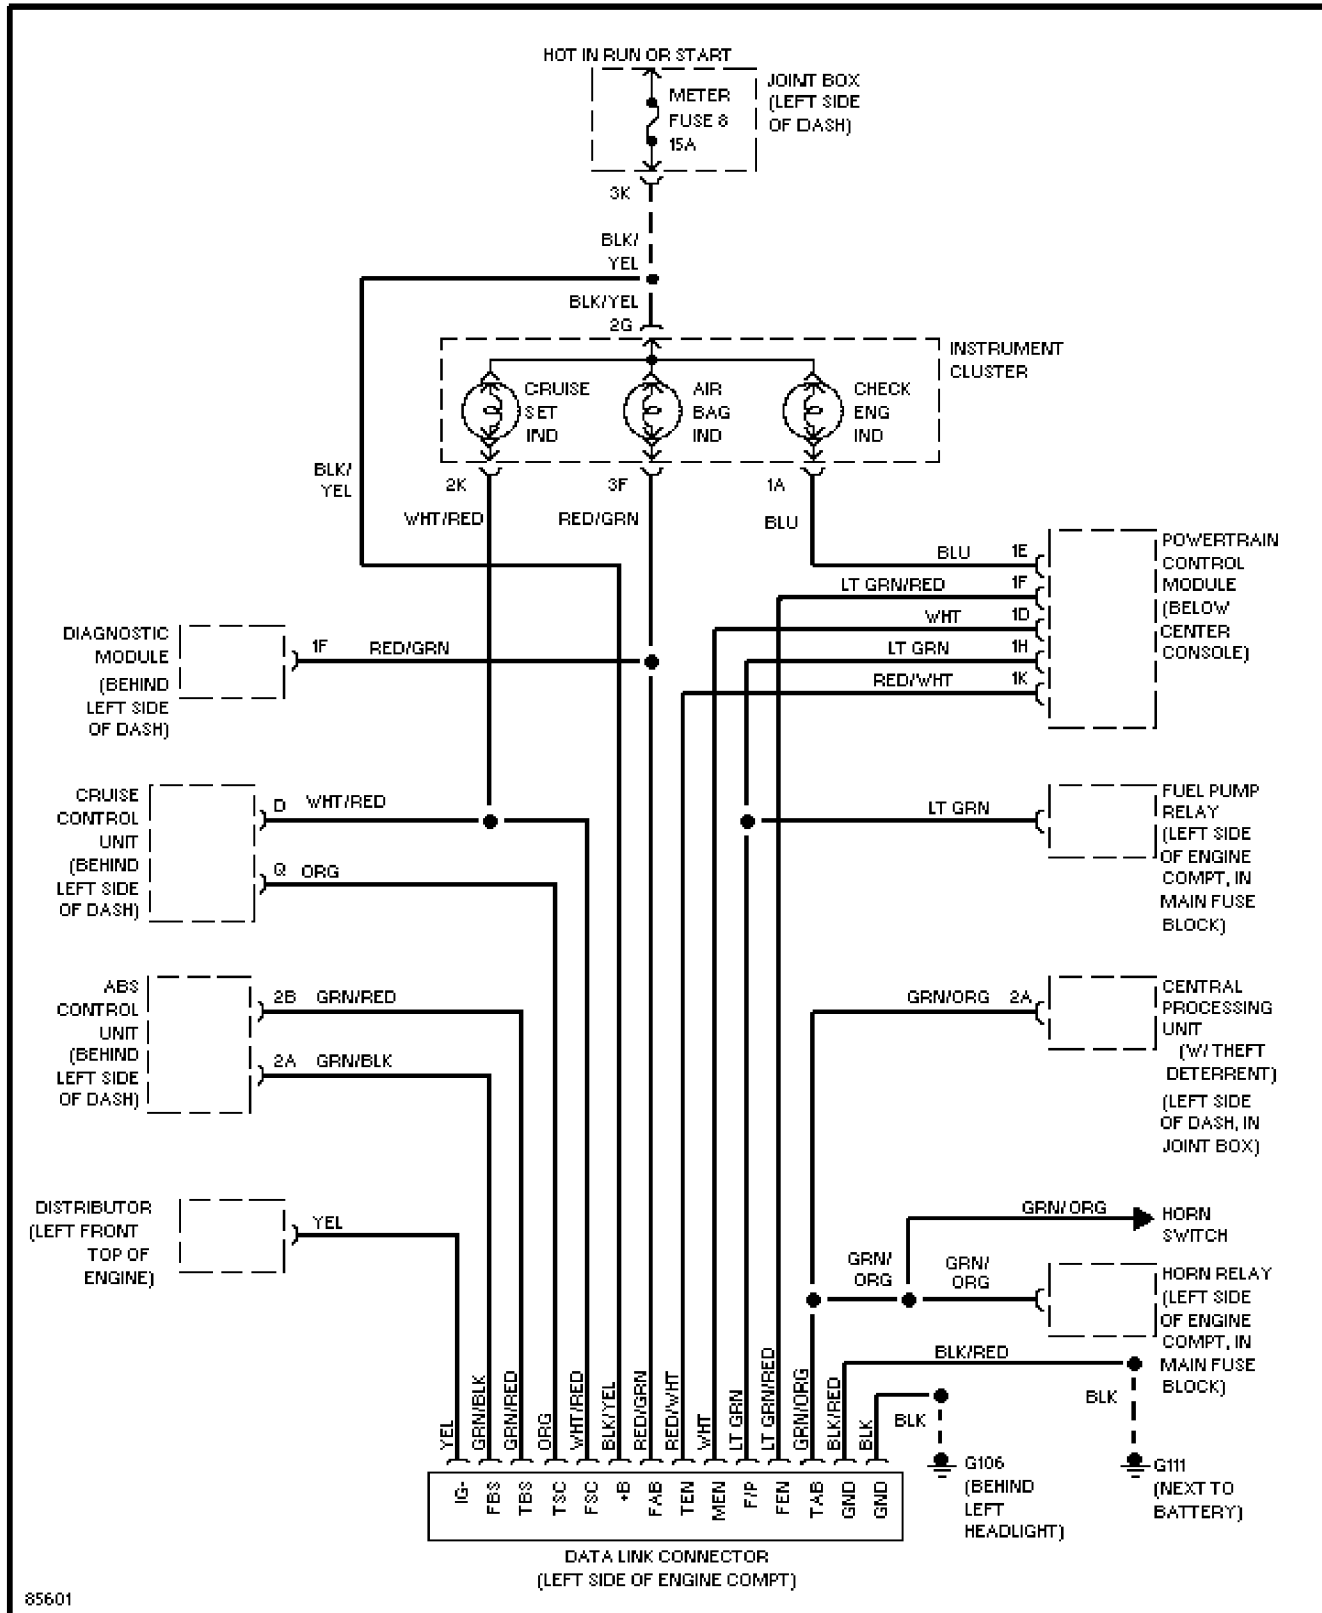 HOT IN RUN OR START
METER
FUSE 8
15A
JOINT BOX
(LEFT SIDE
OF DASH)
3K
BLK/
YEL
BLK/YEL
2G
INSTRUMENT
CLUSTER
CRUISE
SET
IND
AIR
BAG
IND
CHECK
ENG
IND
BLK/
YEL
2K
3F
1A
WHT/RED
RED/GRN
BLU
BLU 1E
LT GRN/RED 1F
WHT 1D
LT GRN 1H
RED/WHT 1K
POWERTRAIN
CONTROL
MODULE
(BELOW
CENTER
CONSOLE)
DIAGNOSTIC
MODULE
(BEHIND
LEFT SIDE
OF DASH)
1F RED/GRN
CRUISE
CONTROL
UNIT
(BEHIND
LEFT SIDE
OF DASH)
D WHT/RED
Q ORG
LT GRN
FUEL PUMP
RELAY
(LEFT SIDE
OF ENGINE
COMPT, IN
MAIN FUSE
BLOCK)
ABS
CONTROL
UNIT
(BEHIND
LEFT SIDE
OF DASH)
2B GRN/RED
2A GRN/BLK
GRN/ORG 2A
CENTRAL
PROCESSING
UNIT
(W/ THEFT
DETERRENT)
(LEFT SIDE
OF DASH, IN
JOINT BOX)
DISTRIBUTOR
(LEFT FRONT
TOP OF
ENGINE)
YEL
GRN/ORG
HORN
SWITCH
GRN/
ORG
GRN/
ORG
HORN RELAY
(LEFT SIDE
OF ENGINE
COMPT, IN
MAIN FUSE
BLOCK)
BLK/RED
BLK
BLK
YEL
GRN/BLK
GRN/RED
ORG
WHT/RED
BLK/YEL
RED/GRN
RED/WHT
WHT
LT GRN
LT GRN/RED
GRN/ORG
BLK/RED
BLK
G106
(BEHIND
LEFT
HEADLIGHT)
G111
(NEXT TO
BATTERY)
IG-
FBS
TBS
TSC
FSC
+B
FAB
TEN
MEN
F/P
FEN
TAB
GND
GND
DATA LINK CONNECTOR
(LEFT SIDE OF ENGINE COMPT)
85601